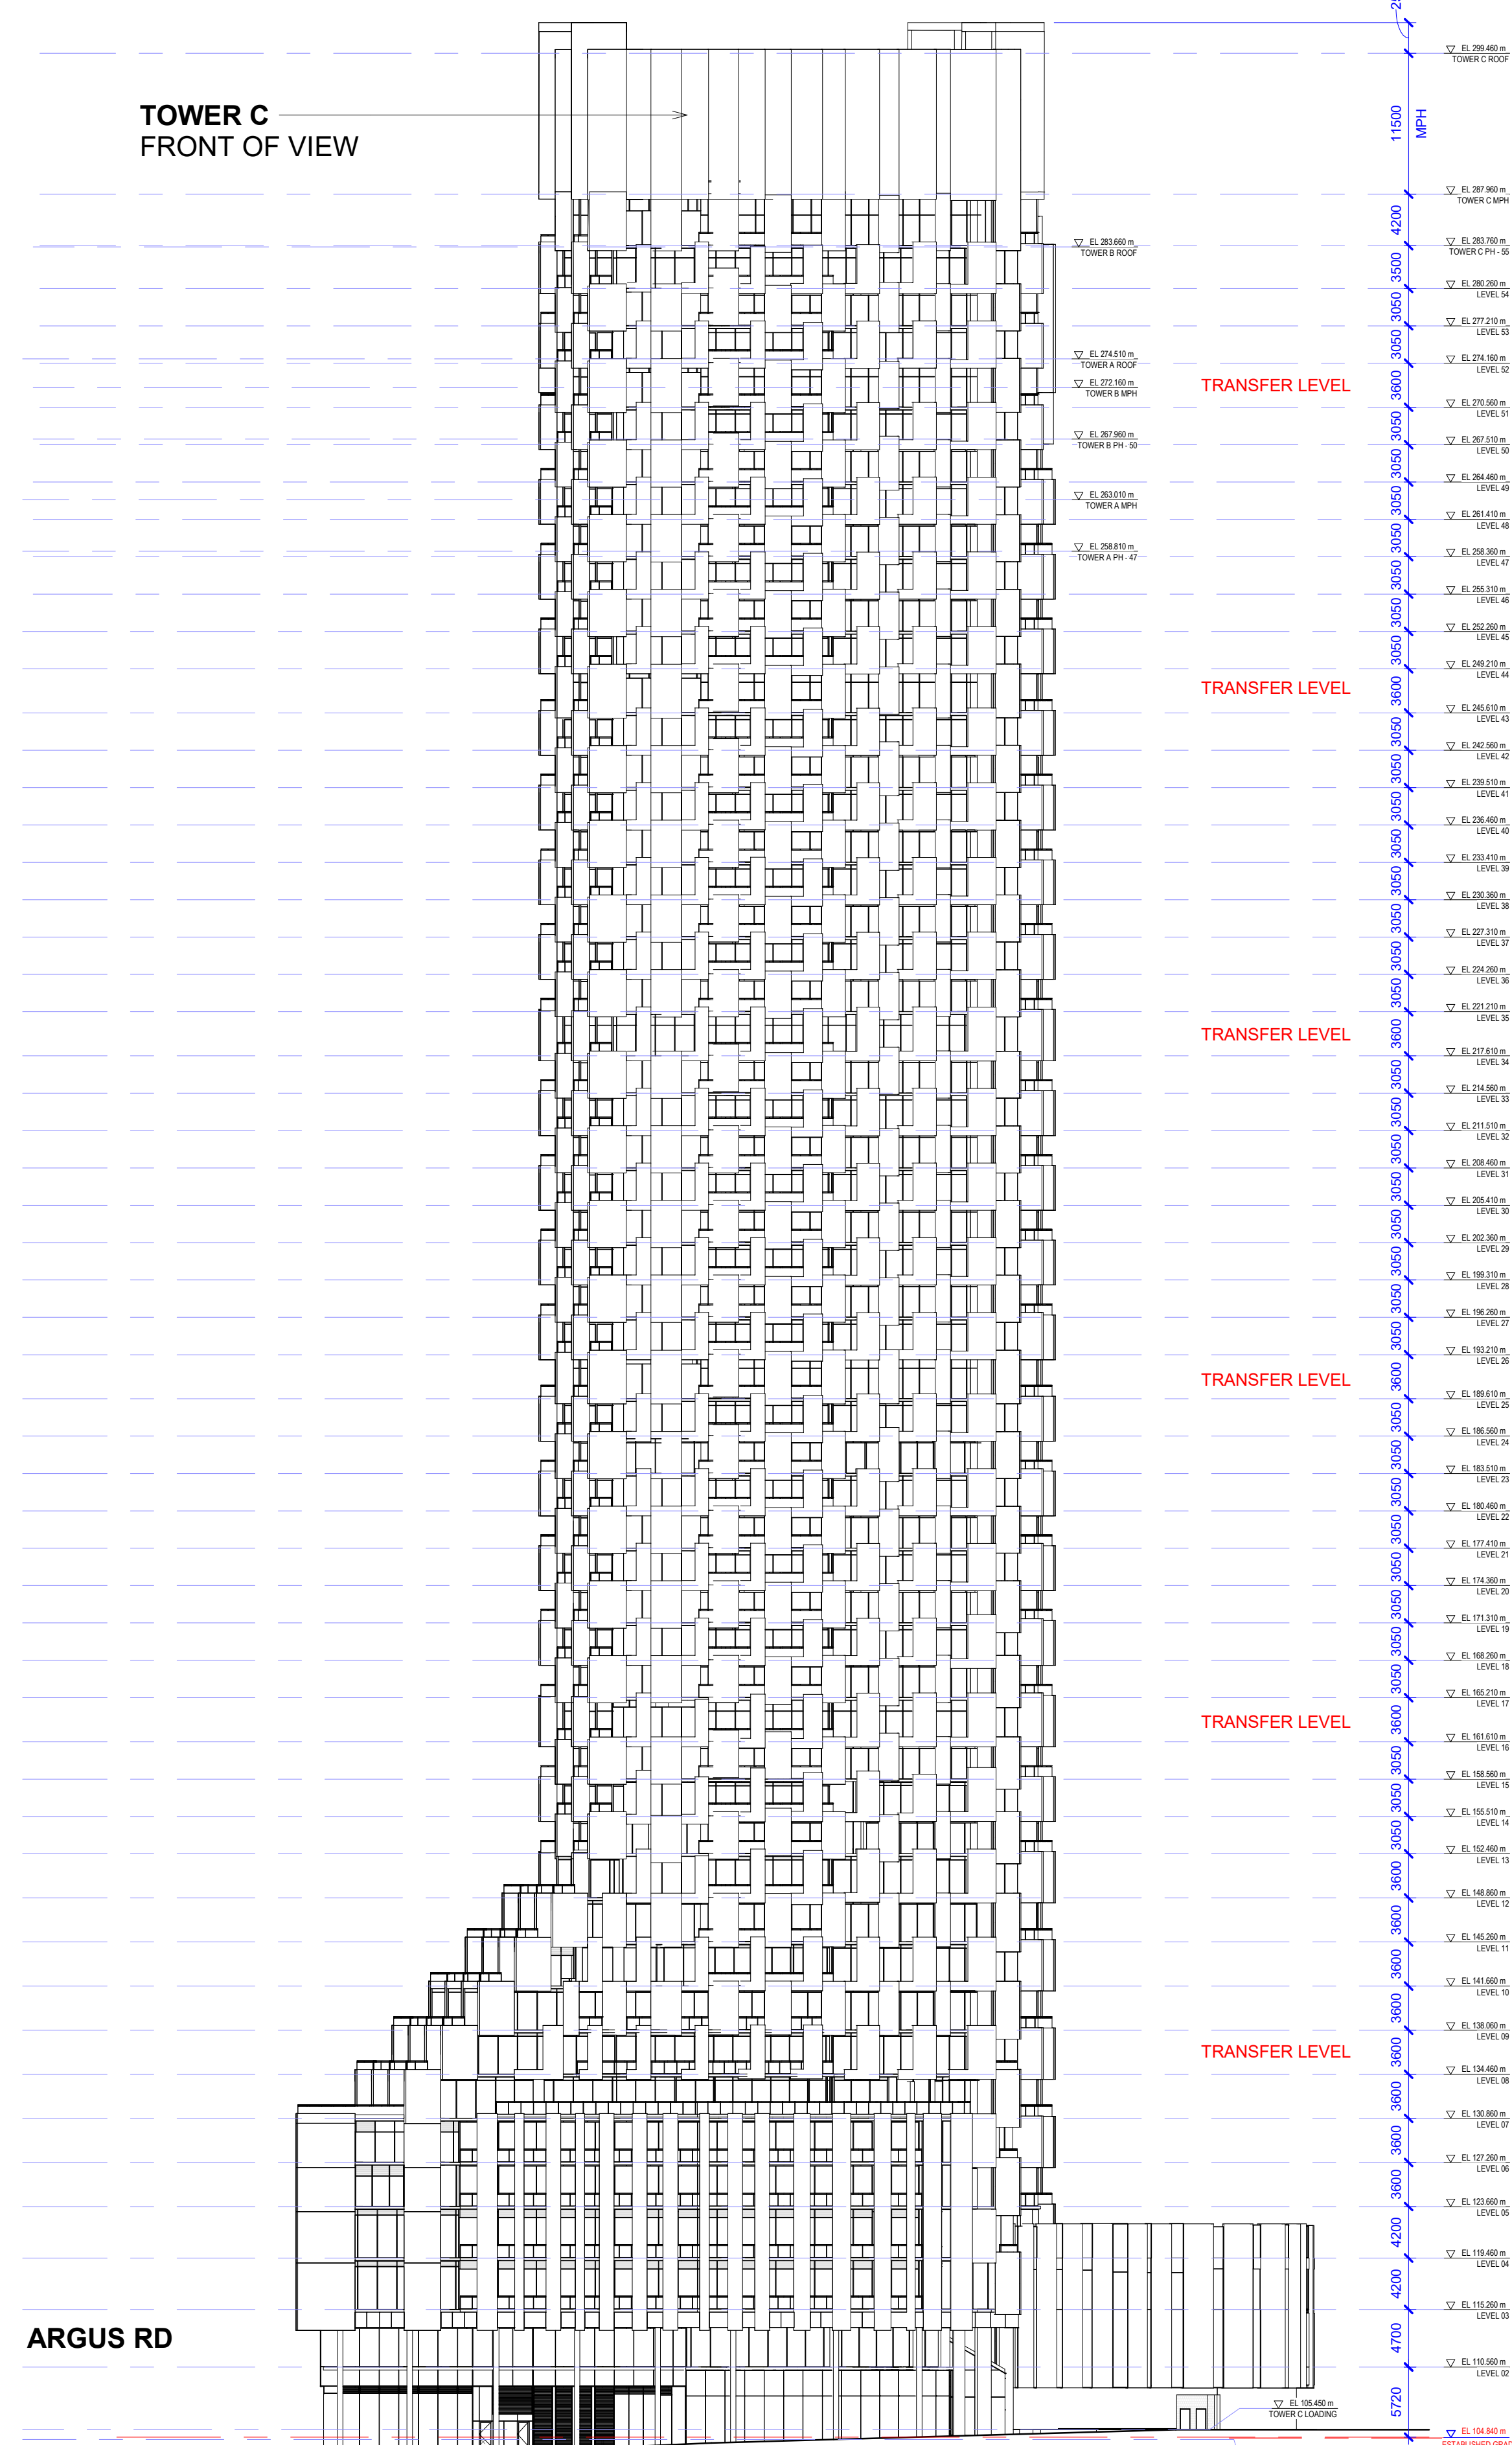 EL 299.460 m
TOWER C ROOF
TOWER C
FRONT OF VIEW
11500
MPH
EL 287.960 m
TOWER C MPH
4200
EL 283.660 m
TOWER B ROOF
EL 283.760 m
TOWER C PH - 55
3500
EL 280.260 m
LEVEL 54
3050
EL 277.210 m
LEVEL 53
3050
EL 274.510 m
TOWER A ROOF
EL 274.160 m
LEVEL 52
EL 272.160 m
TOWER B MPH
TRANSFER LEVEL
3600
EL 270.560 m
LEVEL 51
3050
EL 267.960 m
TOWER B PH - 50
EL 267.510 m
LEVEL 50
3050
EL 264.460 m
LEVEL 49
EL 263.010 m
TOWER A MPH
3050
EL 261.410 m
LEVEL 48
3050
EL 258.810 m
TOWER A PH - 47
EL 258.360 m
LEVEL 47
3050
EL 255.310 m
LEVEL 46
3050
EL 252.260 m
LEVEL 45
3050
EL 249.210 m
LEVEL 44
TRANSFER LEVEL
3600
EL 245.610 m
LEVEL 43
3050
EL 242.560 m
LEVEL 42
3050
EL 239.510 m
LEVEL 41
3050
EL 236.460 m
LEVEL 40
3050
EL 233.410 m
LEVEL 39
3050
EL 230.360 m
LEVEL 38
3050
EL 227.310 m
LEVEL 37
3050
EL 224.260 m
LEVEL 36
3050
EL 221.210 m
LEVEL 35
TRANSFER LEVEL
3600
EL 217.610 m
LEVEL 34
3050
EL 214.560 m
LEVEL 33
3050
EL 211.510 m
LEVEL 32
3050
EL 208.460 m
LEVEL 31
3050
EL 205.410 m
LEVEL 30
3050
EL 202.360 m
LEVEL 29
3050
EL 199.310 m
LEVEL 28
3050
EL 196.260 m
LEVEL 27
3050
EL 193.210 m
LEVEL 26
TRANSFER LEVEL
3600
EL 189.610 m
LEVEL 25
3050
EL 186.560 m
LEVEL 24
3050
EL 183.510 m
LEVEL 23
3050
EL 180.460 m
LEVEL 22
3050
EL 177.410 m
LEVEL 21
3050
EL 174.360 m
LEVEL 20
3050
EL 171.310 m
LEVEL 19
3050
EL 168.260 m
LEVEL 18
3050
EL 165.210 m
LEVEL 17
TRANSFER LEVEL
3600
EL 161.610 m
LEVEL 16
3050
EL 158.560 m
LEVEL 15
3050
EL 155.510 m
LEVEL 14
3050
EL 152.460 m
LEVEL 13
3600
EL 148.860 m
LEVEL 12
3600
EL 145.260 m
LEVEL 11
3600
EL 141.660 m
LEVEL 10
3600
EL 138.060 m
LEVEL 09
TRANSFER LEVEL
3600
EL 134.460 m
LEVEL 08
3600
EL 130.860 m
LEVEL 07
3600
EL 127.260 m
LEVEL 06
3600
EL 123.660 m
LEVEL 05
4200
EL 119.460 m
LEVEL 04
4200
EL 115.260 m
LEVEL 03
ARGUS RD
4700
EL 110.560 m
LEVEL 02
5720
EL 105.450 m
TOWER C LOADING
EL 104.840 m